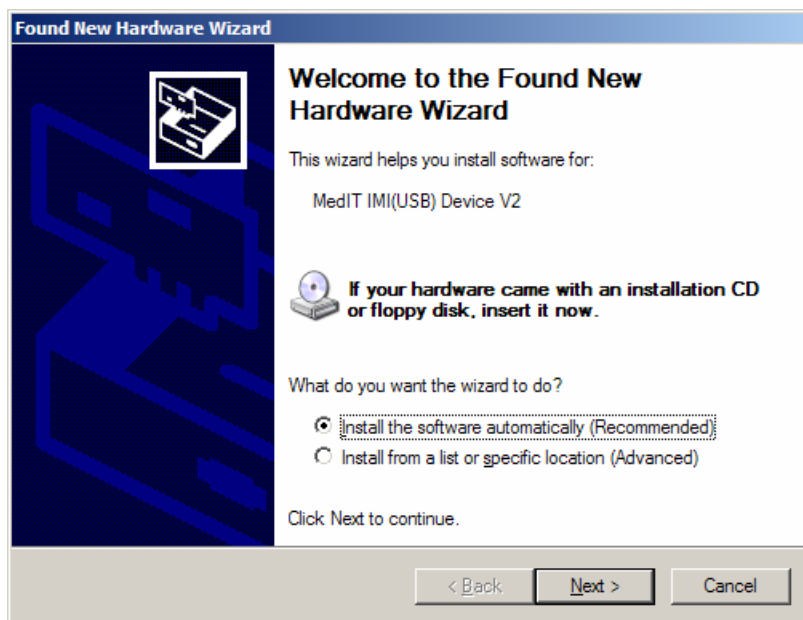 Found New Hardware Wizard
Welcome to the Found New
Hardware Wizard
This wizard helps you install software for:
MedIT IMI(USB) Device V2
If your hardware came with an installation CD
or floppy disk, insert it now.
What do you want the wizard to do?
Install the software automatically (Recommended)
Install from a list or specific location (Advanced)
Click Next to continue.
< Back Next > Cancel